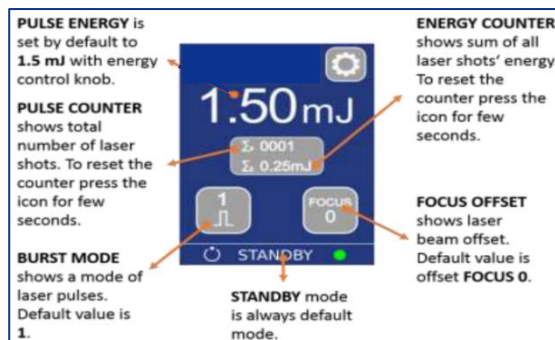 PULSE ENERGY is
set by default to
1.5 mJ with energy
control knob.
PULSE COUNTER
shows total
number of laser
shots. To reset the
counter press the
icon for few
seconds.
BURST MODE
shows a mode of
laser pulses.
Default value is
1.
1.50 mJ
Σ 0001
Σ 0.25mJ
1
FOCUS
0
STANDBY
STANDBY mode
is always default
mode.
ENERGY COUNTER
shows sum of all
laser shots' energy.
To reset the
counter press the
icon for few
seconds.
FOCUS OFFSET
shows laser
beam offset.
Default value is
offset FOCUS 0.